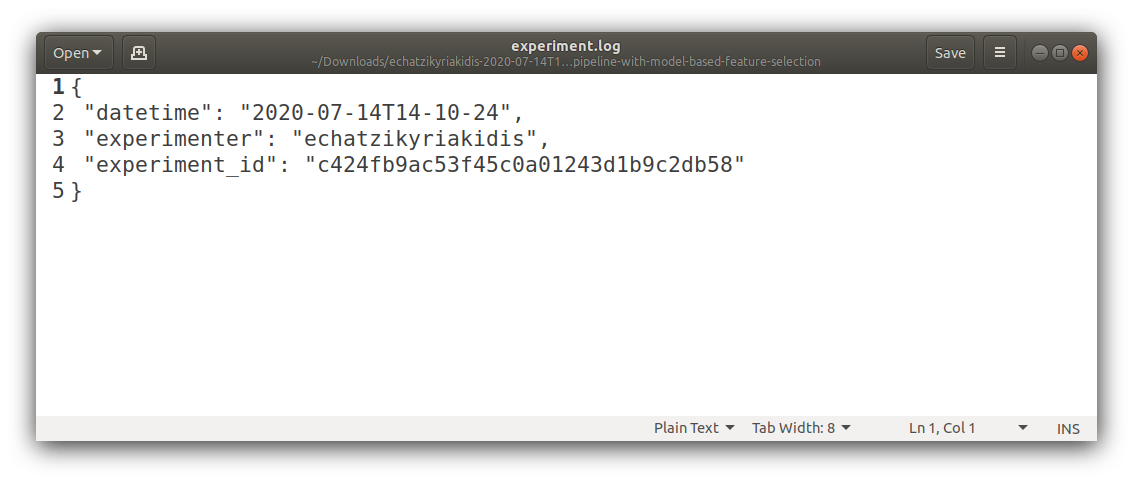 Open
experiment.log
~/Downloads/echatzikyriakidis-2020-07-14T1…pipeline-with-model-based-feature-selection
Save
1 {
2  "datetime": "2020-07-14T14-10-24",
3  "experimenter": "echatzikyriakidis",
4  "experiment_id": "c424fb9ac53f45c0a01243d1b9c2db58"
5 }
Plain Text
Tab Width: 8
Ln 1, Col 1
INS